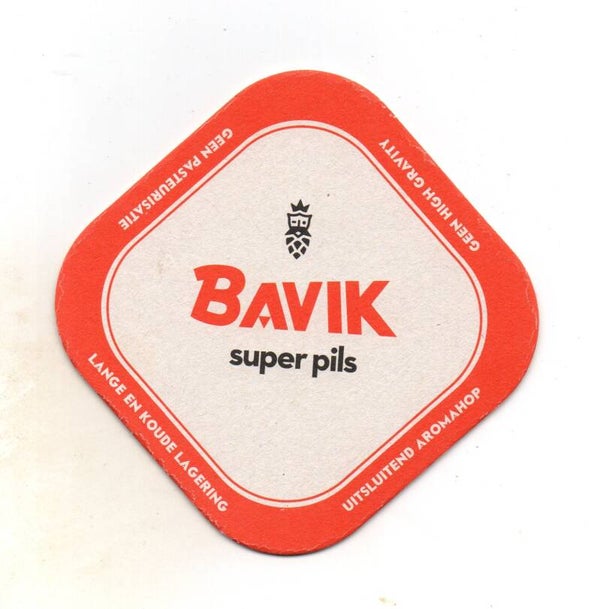 GEEN PASTEURISATIE
GEEN HIGH GRAVITY
BAVIK
super pils
LANGE EN KOUDE LAGERING
UITSLUITEND AROMAHOP